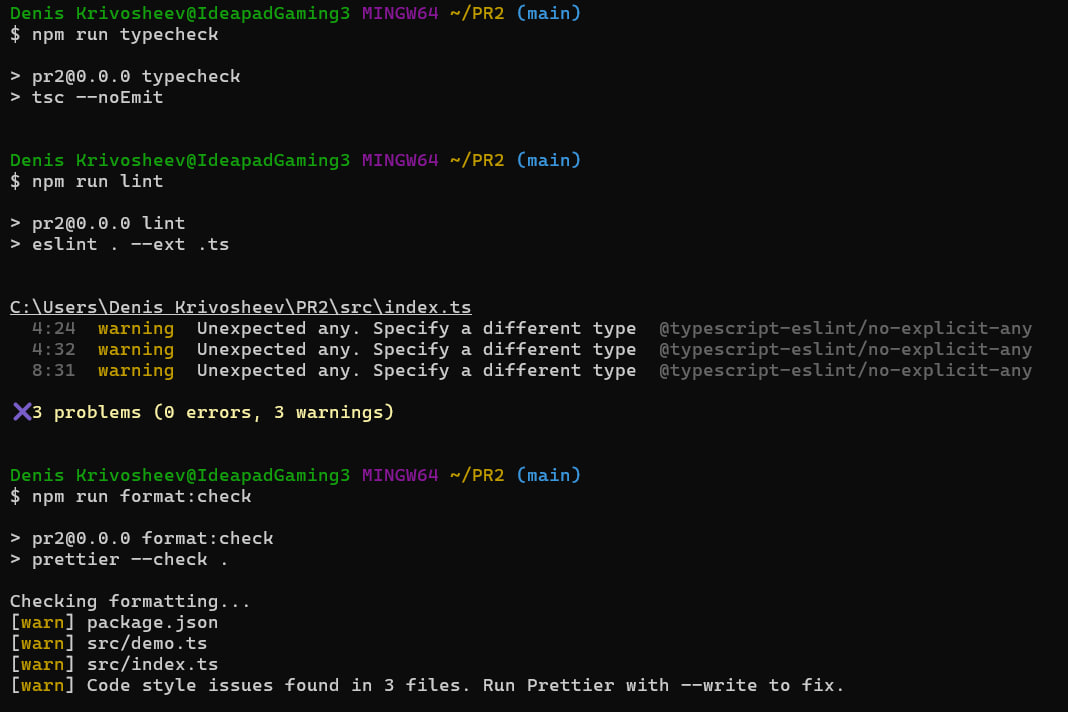 Denis Krivosheev@IdeapadGaming3 MINGW64 ~/PR2 (main)
$ npm run typecheck
> pr2@0.0.0 typecheck
> tsc --noEmit
Denis Krivosheev@IdeapadGaming3 MINGW64 ~/PR2 (main)
$ npm run lint
> pr2@0.0.0 lint
> eslint . --ext .ts
C:\Users\Denis Krivosheev\PR2\src\index.ts
  4:24  warning  Unexpected any. Specify a different type  @typescript-eslint/no-explicit-any
  4:32  warning  Unexpected any. Specify a different type  @typescript-eslint/no-explicit-any
  8:31  warning  Unexpected any. Specify a different type  @typescript-eslint/no-explicit-any
✖3 problems (0 errors, 3 warnings)
Denis Krivosheev@IdeapadGaming3 MINGW64 ~/PR2 (main)
$ npm run format:check
> pr2@0.0.0 format:check
> prettier --check .
Checking formatting...
[warn] package.json
[warn] src/demo.ts
[warn] src/index.ts
[warn] Code style issues found in 3 files. Run Prettier with --write to fix.